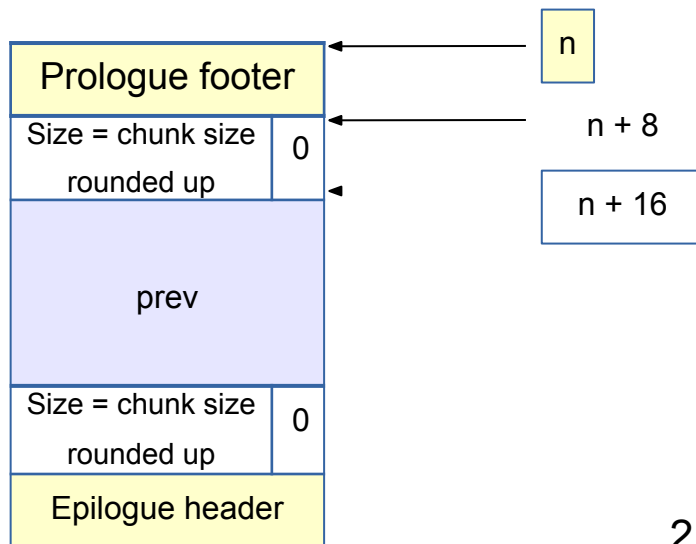 Prologue footer
n
Size = chunk size
rounded up
0
n + 8
n + 16
prev
Size = chunk size
rounded up
0
Epilogue header
2